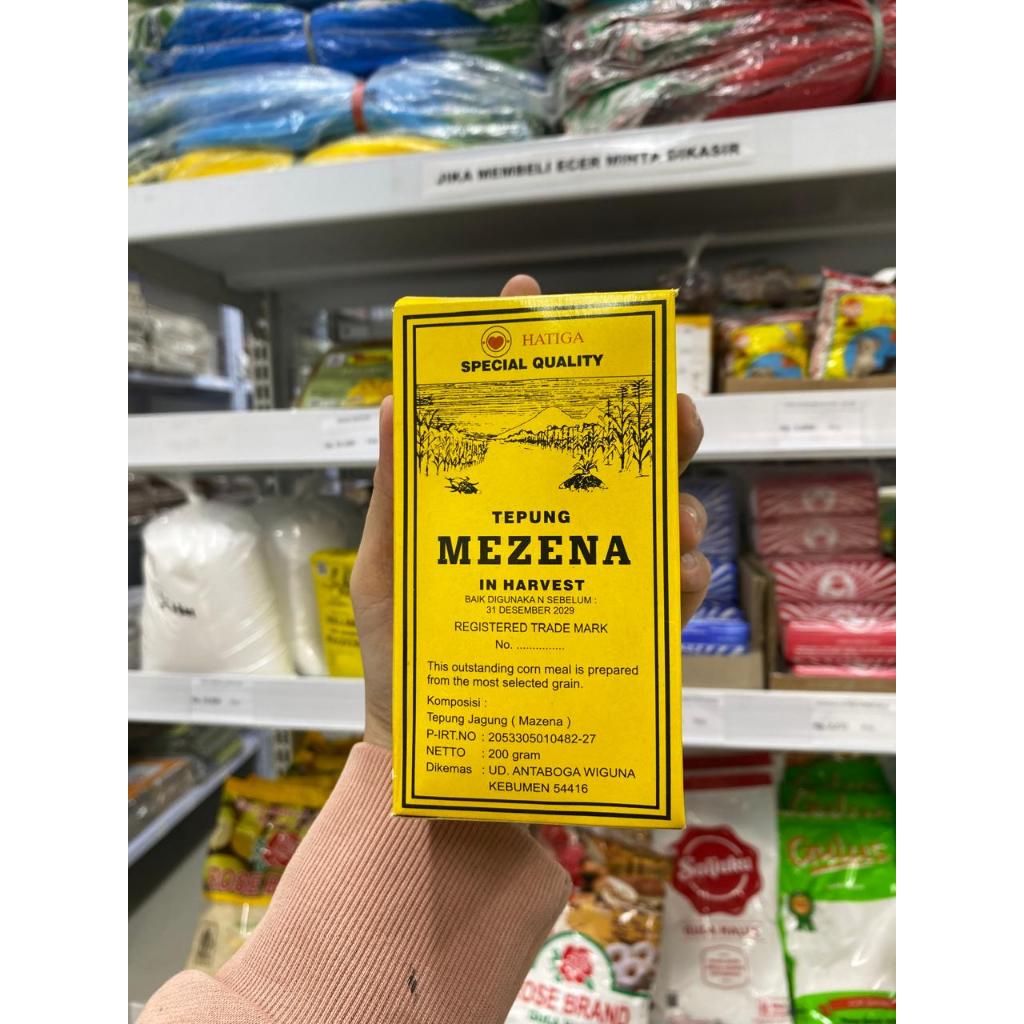 JIKA MEMBELI ECER MINTA DIKASIR
HATIGA
SPECIAL QUALITY
TEPUNG
MEZENA
IN HARVEST
BAIK DIGUNAKA N SEBELUM :
31 DESEMBER 2029
REGISTERED TRADE MARK
No. ...............
This outstanding corn meal is prepared
from the most selected grain.
Komposisi :
Tepung Jagung ( Mazena )
P-IRT.NO : 2053305010482-27
NETTO : 200 gram
Dikemas : UD. ANTABOGA WIGUNA
KEBUMEN 54416
ROSE BRAND